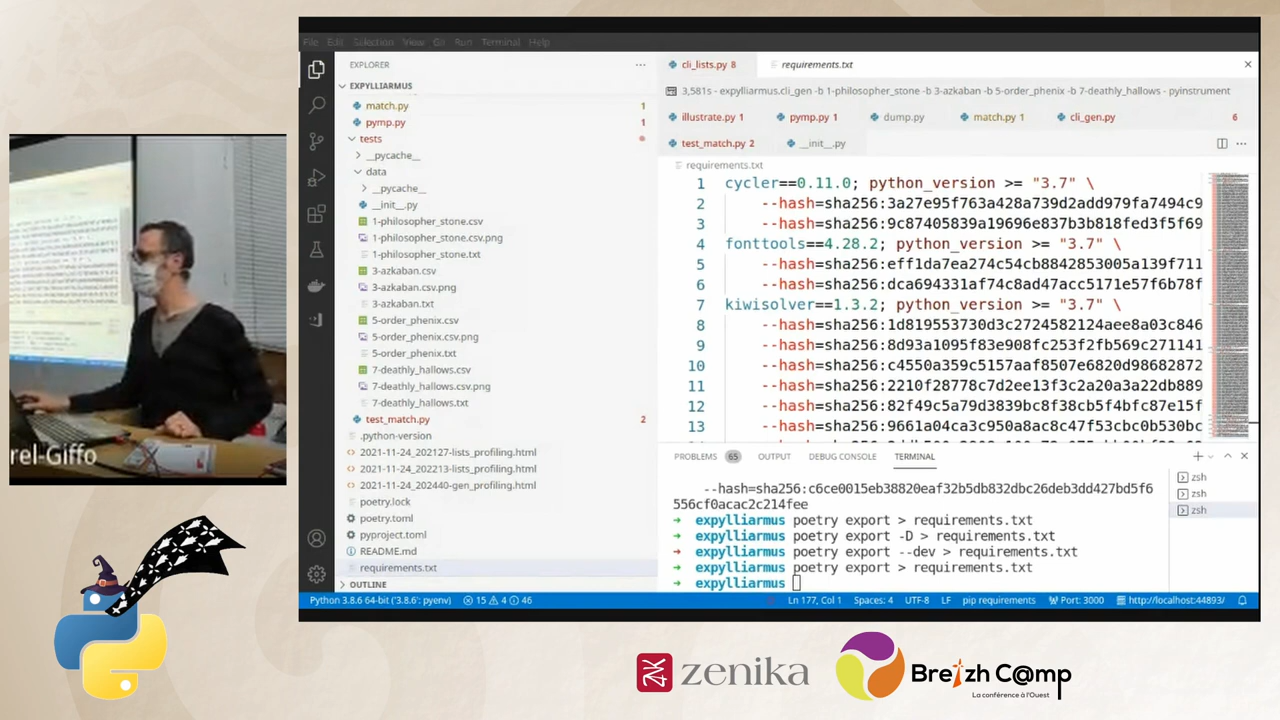 File Edit Selection View Git Run Terminal Help
EXPLORER
EXPYLLIARMUS
match.py 1
pymp.py 1
tests
__pycache__
data
__pycache__
__init__.py
1-philosopher_stone.csv
1-philosopher_stone.csv.png
1-philosopher_stone.txt
3-azkaban.csv
3-azkaban.csv.png
3-azkaban.txt
5-order_phenix.csv
5-order_phenix.csv.png
5-order_phenix.txt
7-deathly_hallows.csv
7-deathly_hallows.csv.png
7-deathly_hallows.txt
test_match.py 2
.python-version
2021-11-24_202127-lists_profiling.html
2021-11-24_202213-lists_profiling.html
2021-11-24_202440-gen_profiling.html
poetry.lock
poetry.toml
pyproject.toml
README.md
requirements.txt
OUTLINE
cli_lists.py 8 requirements.txt
3,581s - expylliarmus.cli_gen -b 1-philosopher_stone -b 3-azkaban -b 5-order_phenix -b 7-deathly_hallows - pyinstrument
illustrate.py 1 pymp.py 1 dump.py match.py 1 cli_gen.py 6
test_match.py 2 __init__.py
requirements.txt
1 cycler==0.11.0; python_version >= "3.7" \
2 --hash=sha256:3a27e95f763a428a739d2add979fa7494c9
3 --hash=sha256:9c87405839a19696e837b3b818fed3f5f69
4 fonttools==4.28.2; python_version >= "3.7" \
5 --hash=sha256:eff1da7ea274c54cb8842853005a139f711
6 --hash=sha256:dca694331af74c8ad47acc5171e57f6b78f
7 kiwisolver==1.3.2; python_version >= "3.7" \
8 --hash=sha256:1d819553730d3c2724582124aee8a03c846
9 --hash=sha256:8d93a1095f83e908fc253f2fb569c271141
10 --hash=sha256:c4550a359c5157aaf8507e6820d98682872
11 --hash=sha256:2210f28778c7d2ee13f3c2a20a3a22db889
12 --hash=sha256:82f49c5a79d3839bc8f38cb5f4bfc87e15f
13 --hash=sha256:9661a04ca3c950a8ac8c47f53cbc0b530bc
PROBLEMS 65 OUTPUT DEBUG CONSOLE TERMINAL
--hash=sha256:c6ce0015eb38820eaf32b5db832dbc26deb3dd427bd5f6
556cf0acac2c214fee
→ expylliarmus poetry export > requirements.txt
→ expylliarmus poetry export -D > requirements.txt
→ expylliarmus poetry export --dev > requirements.txt
→ expylliarmus poetry export > requirements.txt
→ expylliarmus
zsh
zsh
zsh
Python 3.8.6 64-bit ('3.8.6': pyenv) 15 4 46 Ln 177, Col 1 Spaces: 4 UTF-8 LF pip requirements Port: 3000 http://localhost:44893/
rel-Giffo
zenika
Breizh C@mp
La conférence à l'Ouest